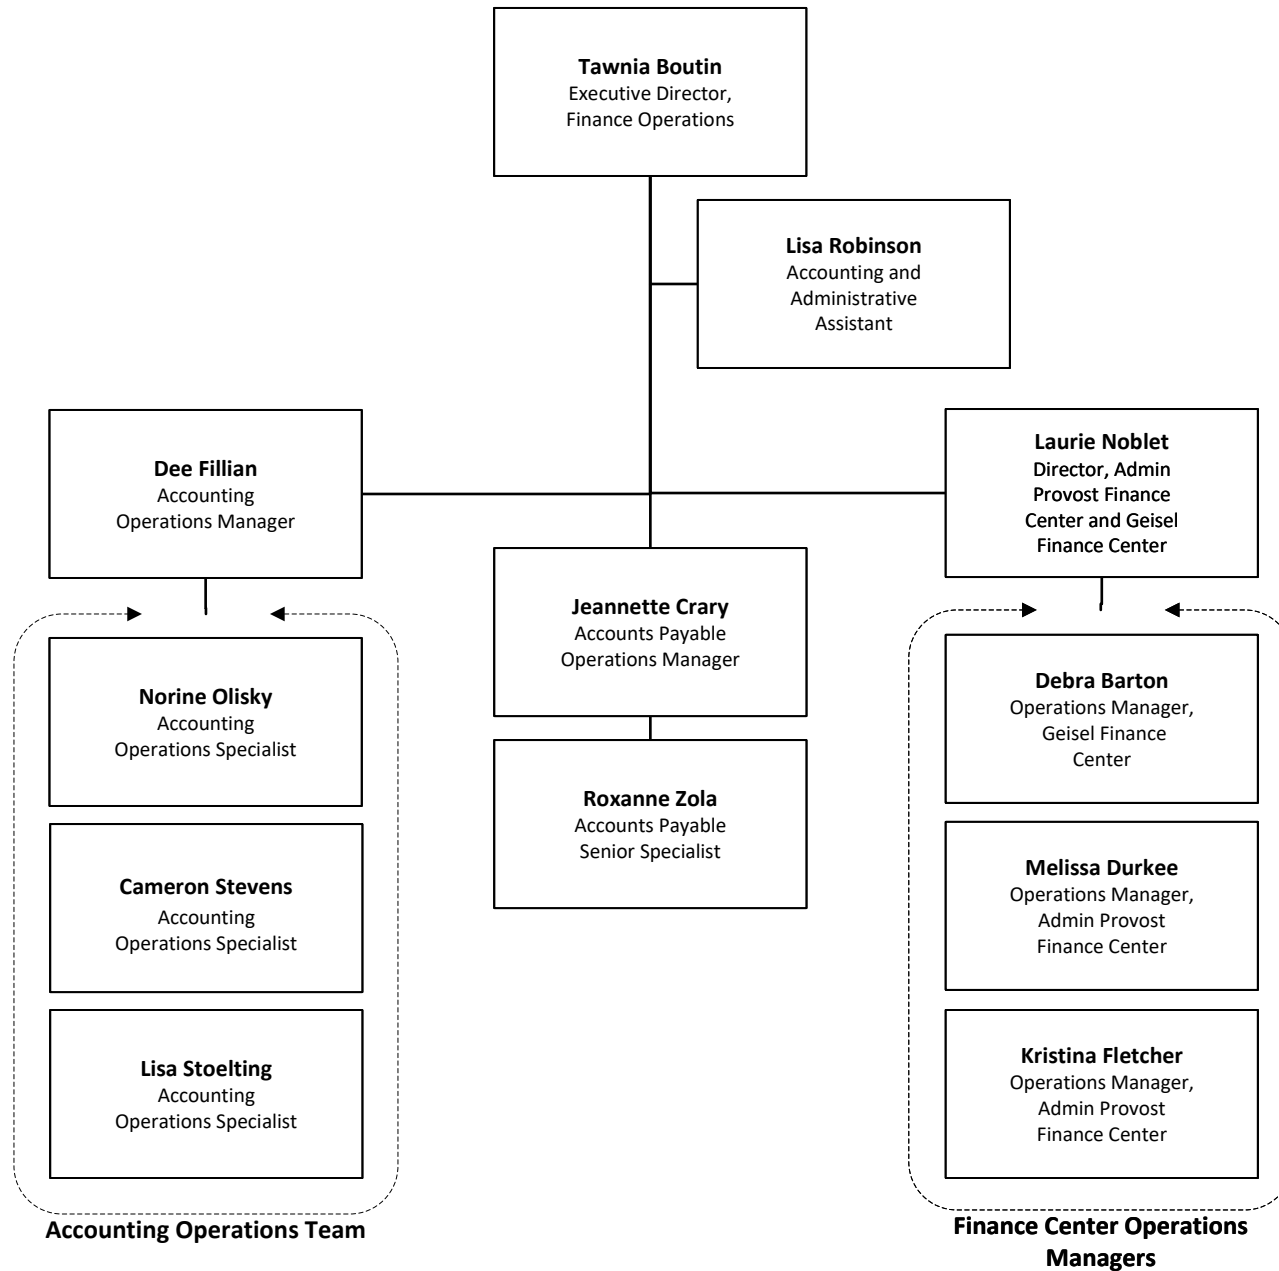 Tawnia Boutin
Executive Director,
Finance Operations
Lisa Robinson
Accounting and
Administrative
Assistant
Dee Fillian
Accounting
Operations Manager
Laurie Noblet
Director, Admin
Provost Finance
Center and Geisel
Finance Center
Jeannette Crary
Accounts Payable
Operations Manager
Roxanne Zola
Accounts Payable
Senior Specialist
Norine Olisky
Accounting
Operations Specialist
Cameron Stevens
Accounting
Operations Specialist
Lisa Stoelting
Accounting
Operations Specialist
Accounting Operations Team
Debra Barton
Operations Manager,
Geisel Finance
Center
Melissa Durkee
Operations Manager,
Admin Provost
Finance Center
Kristina Fletcher
Operations Manager,
Admin Provost
Finance Center
Finance Center Operations
Managers